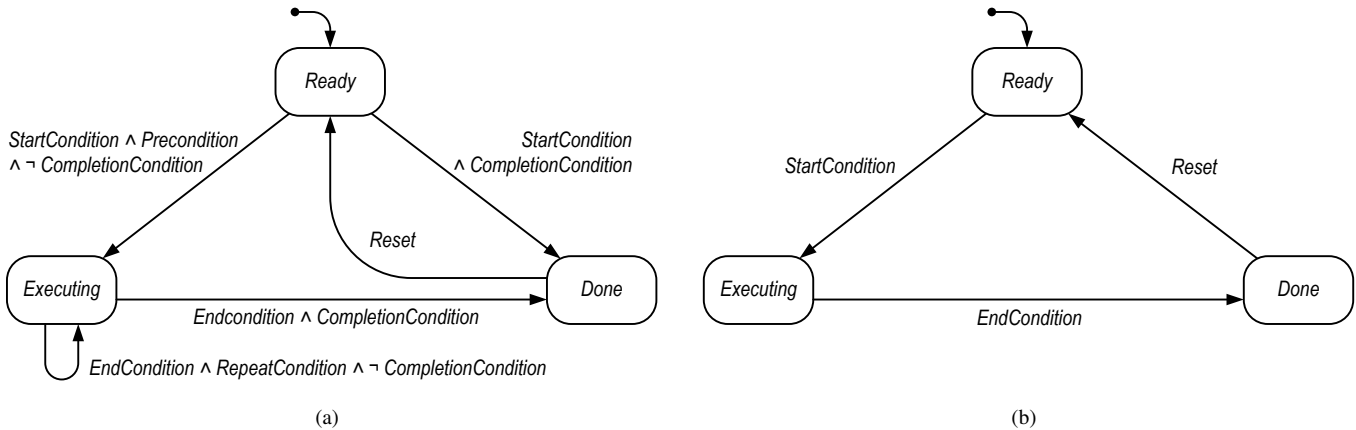 Ready
StartCondition ∧ Precondition
∧ ¬ CompletionCondition
StartCondition
∧ CompletionCondition
Reset
Executing
Done
Endcondition ∧ CompletionCondition
EndCondition ∧ RepeatCondition ∧ ¬ CompletionCondition
(a)
Ready
StartCondition
Reset
Executing
Done
EndCondition
(b)